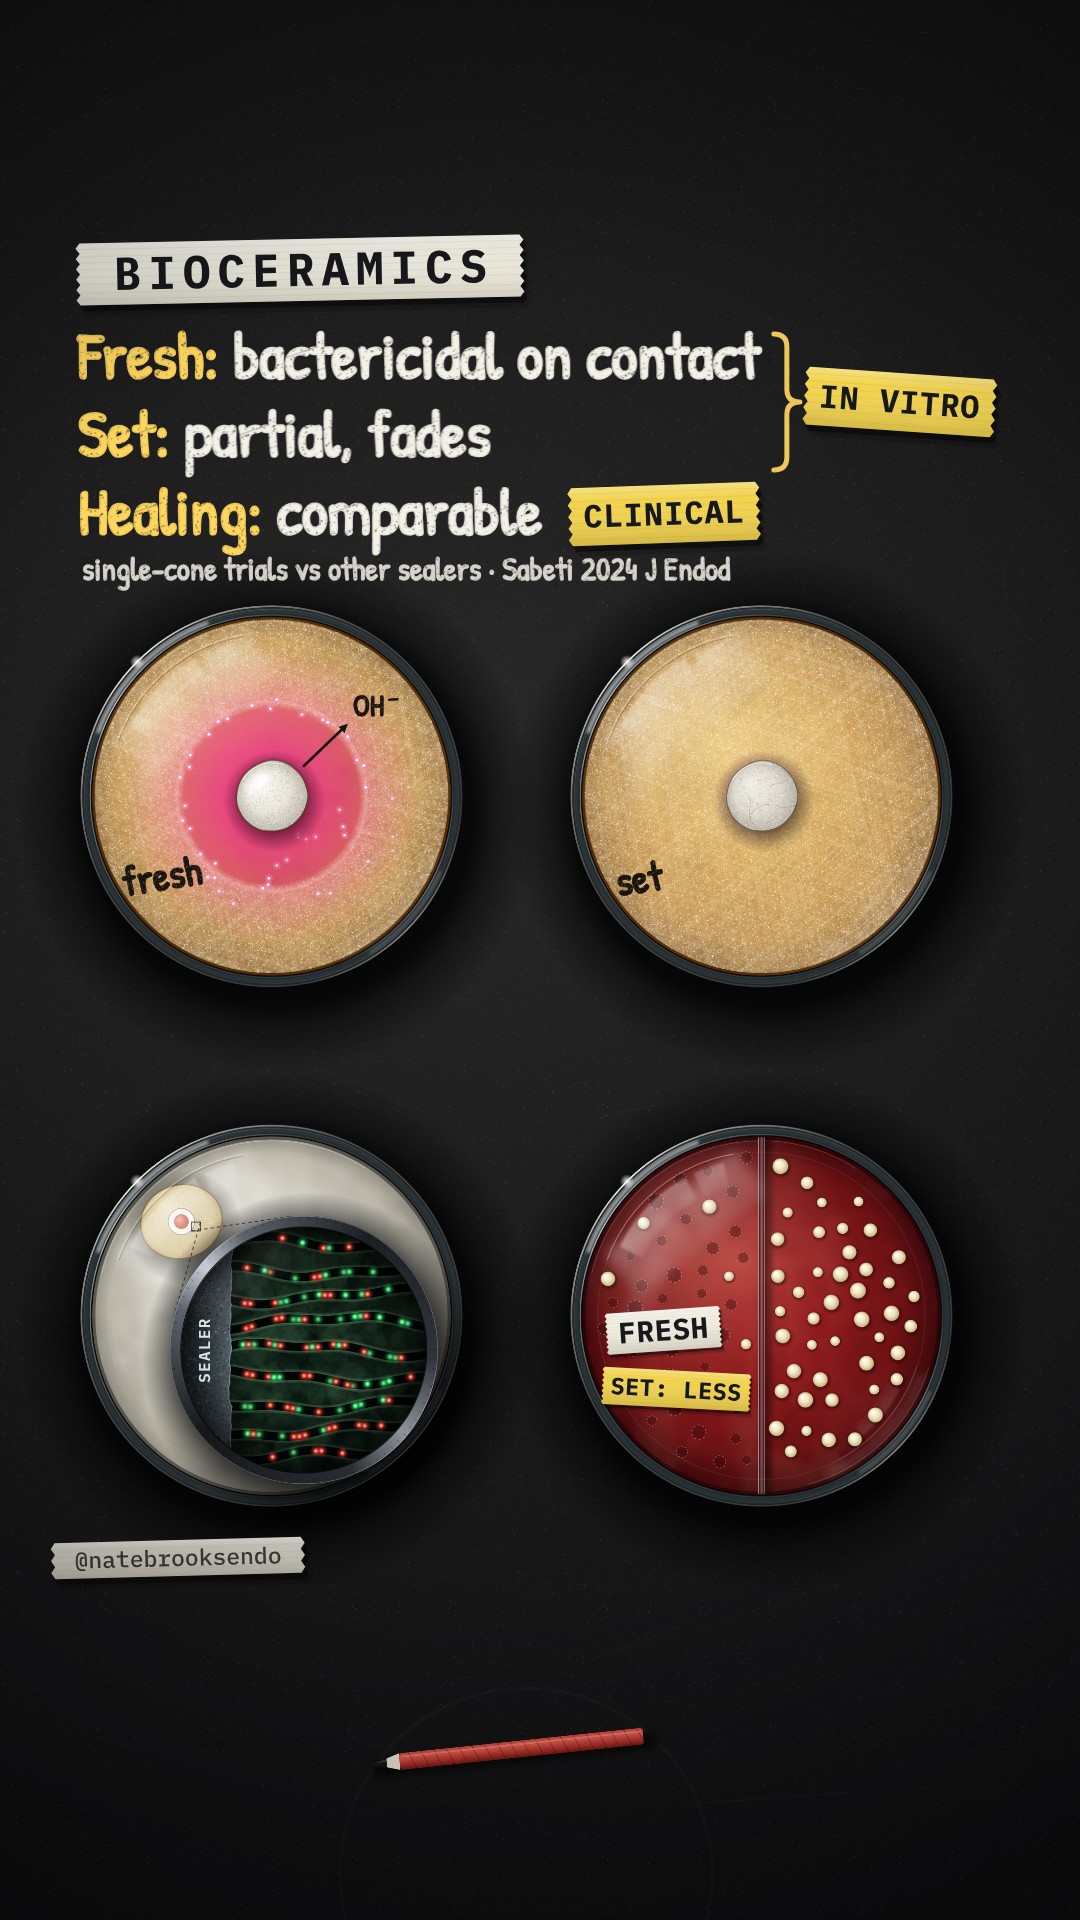 BIOCERAMICS
Fresh: bactericidal on contact
IN VITRO
Set: partial, fades
Healing: comparable CLINICAL
single-cone trials vs other sealers · Sabeti 2024 J Endod
OH⁻
fresh
set
SEALER
FRESH
SET: LESS
@natebrooksendo